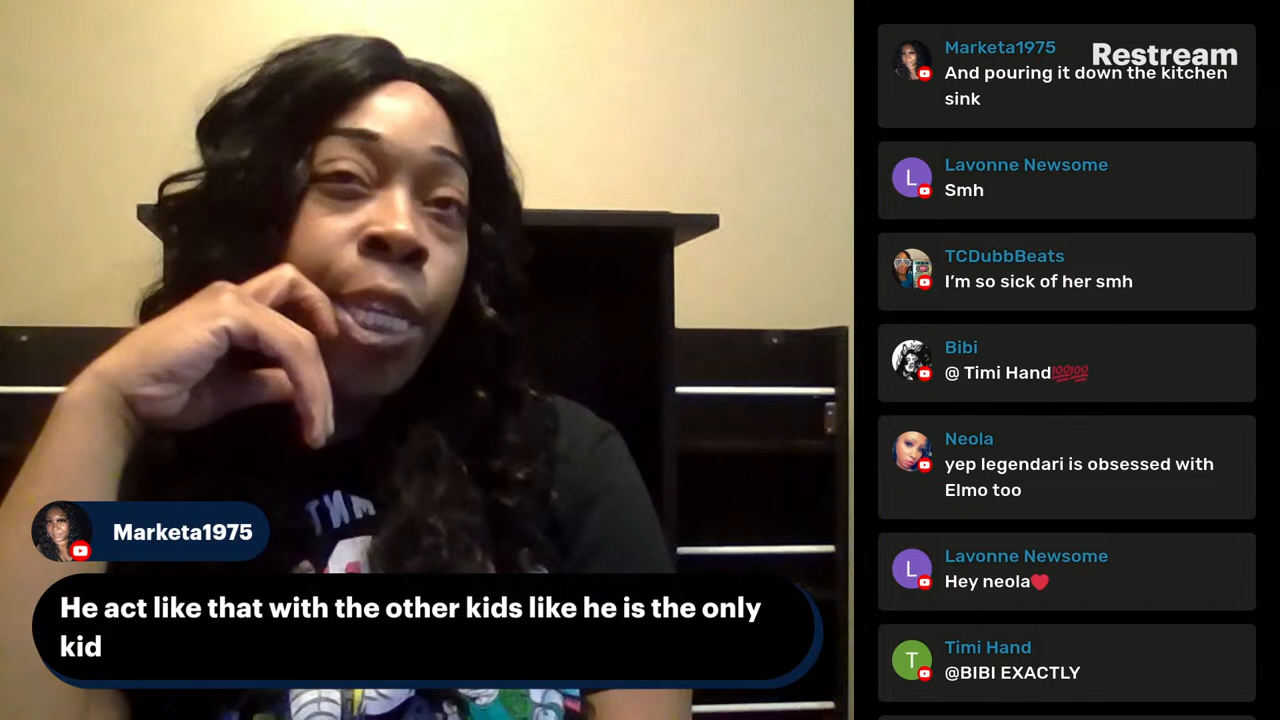 Marketa1975
He act like that with the other kids like he is the only
kid
Restream
Marketa1975
And pouring it down the kitchen
sink
L
Lavonne Newsome
Smh
TCDubbBeats
I’m so sick of her smh
Bibi
@ Timi Hand💯💯
Neola
yep legendari is obsessed with
Elmo too
L
Lavonne Newsome
Hey neola❤️
T
Timi Hand
@BIBI EXACTLY